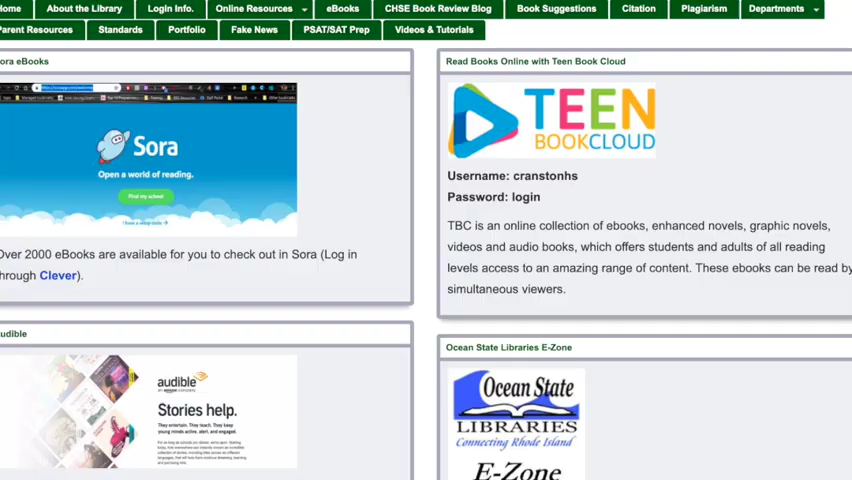 Home About the Library Login Info. Online Resources eBooks CHSE Book Review Blog Book Suggestions Citation Plagiarism Departments
Parent Resources Standards Portfolio Fake News PSAT/SAT Prep Videos & Tutorials
ora eBooks
Sora
Open a world of reading.
Find my school
Over 2000 eBooks are available for you to check out in Sora (Log in
hrough Clever).
udible
audible
an amazon company
Stories help.
They entertain. They teach. They keep
young minds active, alert, and engaged.
Read Books Online with Teen Book Cloud
TEEN
BOOKCLOUD
Username: cranstonhs
Password: login
TBC is an online collection of ebooks, enhanced novels, graphic novels,
videos and audio books, which offers students and adults of all reading
levels access to an amazing range of content. These ebooks can be read by
simultaneous viewers.
Ocean State Libraries E-Zone
Ocean State
LIBRARIES
Connecting Rhode Island
E-Zone